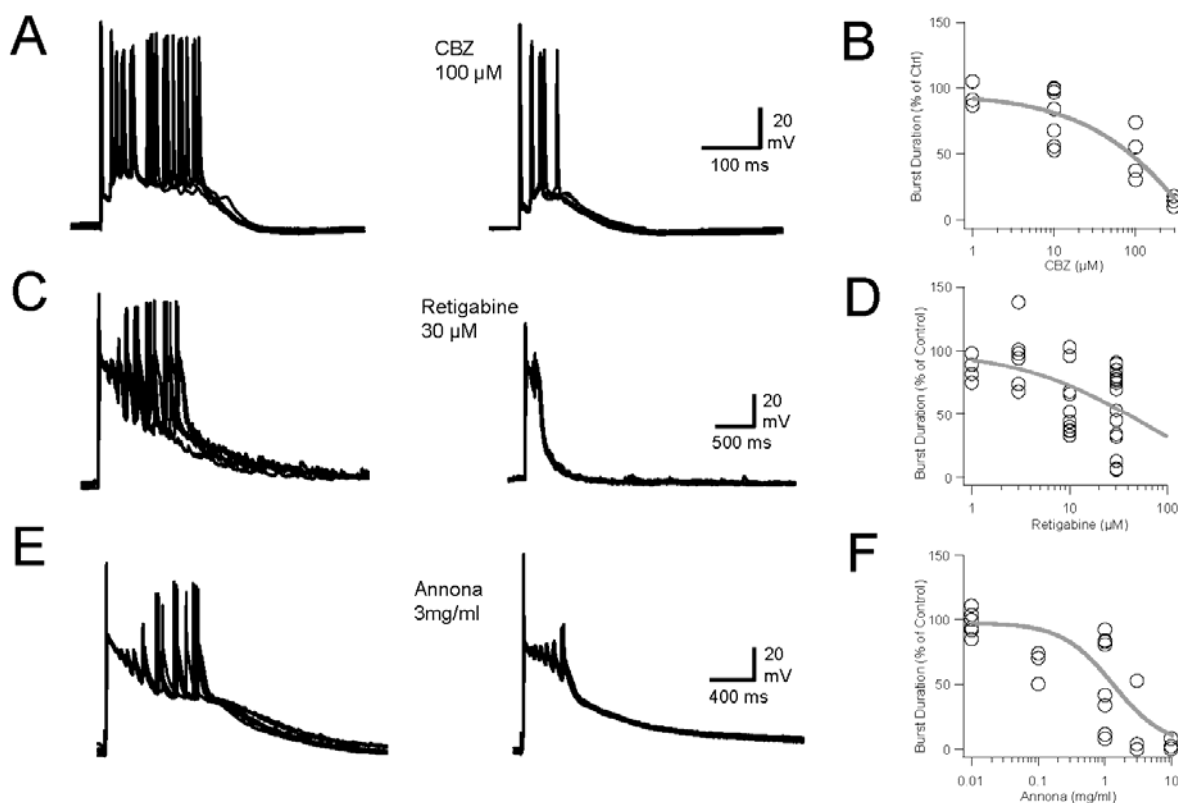 A
CBZ
100 µM
20
mV
100 ms
B
150
100
50
0
Burst Duration (% of Ctrl)
1
10
100
CBZ (µM)
C
Retigabine
30 µM
20
mV
500 ms
D
150
100
50
0
Burst Duration (% of Control)
1
10
100
Retigabine (µM)
E
Annona
3mg/ml
20
mV
400 ms
F
150
100
50
0
Burst Duration (% of Control)
0.01
0.1
1
10
Annona (mg/ml)